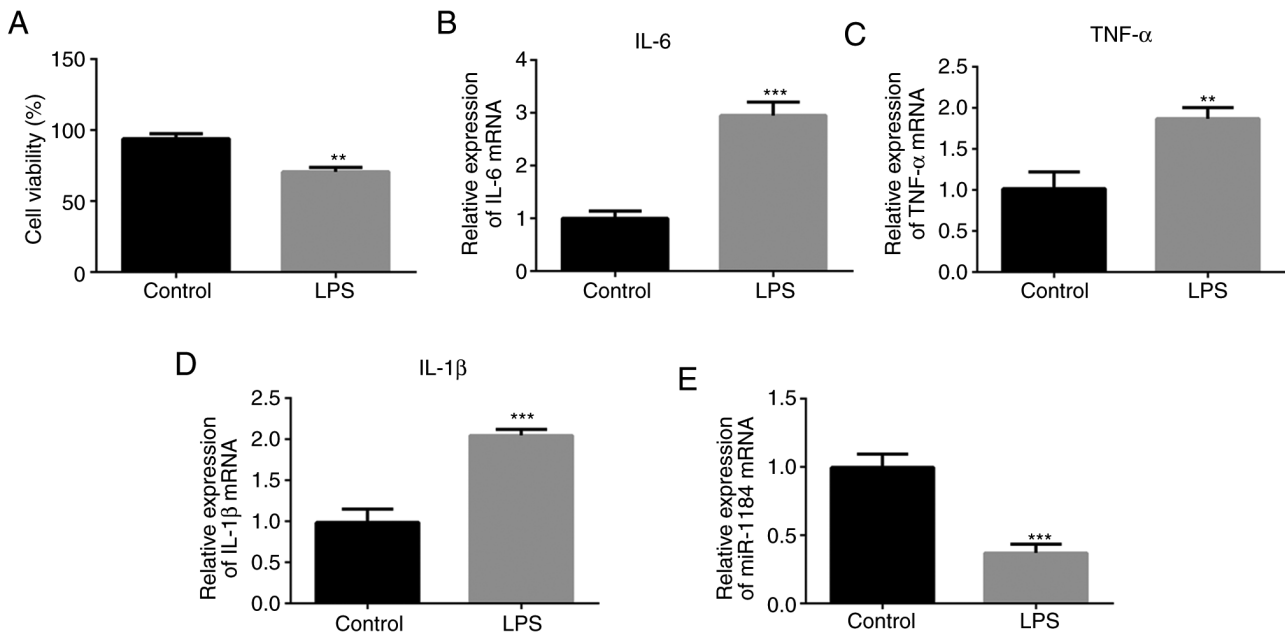 A
Cell viability (%)
150
100
50
0
**
Control
LPS
B
IL-6
Relative expression
of IL-6 mRNA
4
3
2
1
0
***
Control
LPS
C
TNF-α
Relative expression
of TNF-α mRNA
2.5
2.0
1.5
1.0
0.5
0.0
**
Control
LPS
D
IL-1β
Relative expression
of IL-1β mRNA
2.5
2.0
1.5
1.0
0.5
0.0
***
Control
LPS
E
Relative expression
of miR-1184 mRNA
1.5
1.0
0.5
0.0
***
Control
LPS